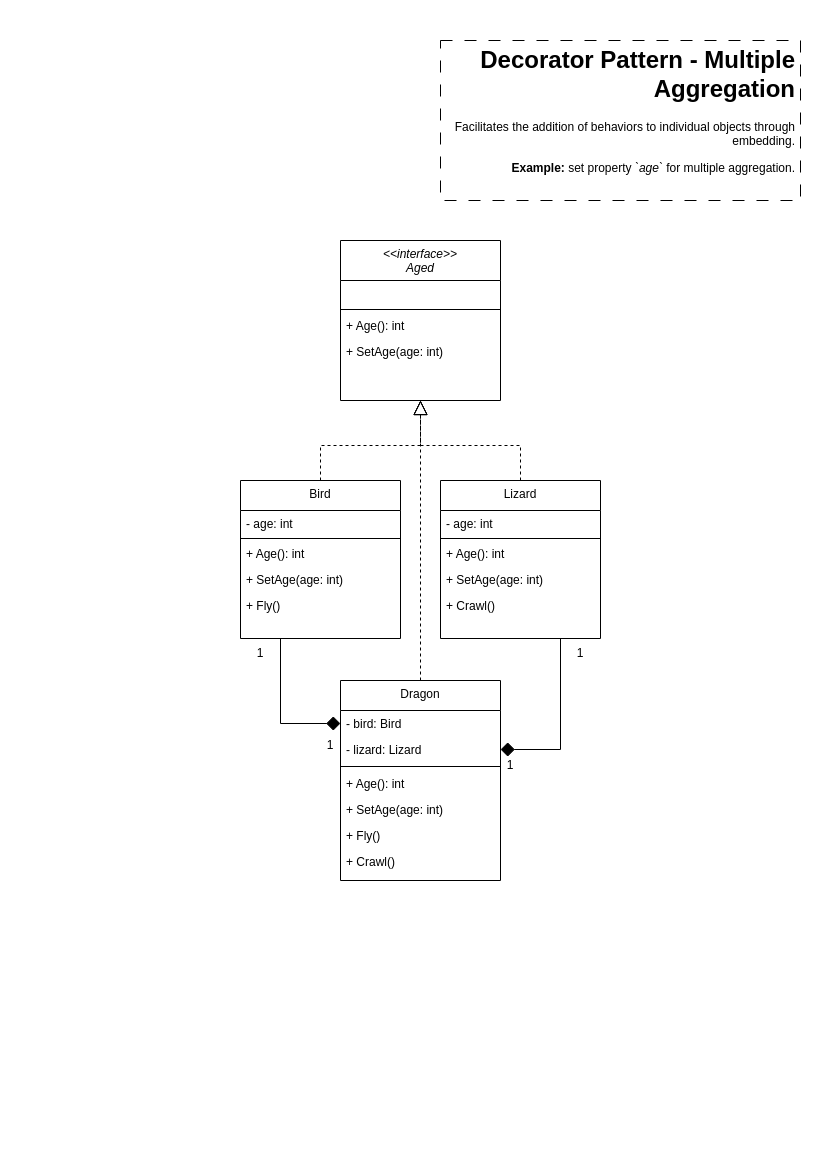 Decorator Pattern - Multiple
Aggregation
Facilitates the addition of behaviors to individual objects through
embedding.
Example: set property `age` for multiple aggregation.
<<interface>>
Aged
+ Age(): int
+ SetAge(age: int)
Bird
- age: int
+ Age(): int
+ SetAge(age: int)
+ Fly()
Lizard
- age: int
+ Age(): int
+ SetAge(age: int)
+ Crawl()
1
1
Dragon
- bird: Bird
- lizard: Lizard
1
1
+ Age(): int
+ SetAge(age: int)
+ Fly()
+ Crawl()